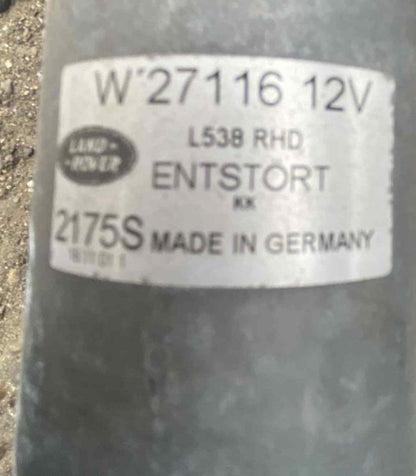 W'27116 12V
L538 RHD
LAND-
-ROVER
ENTSTÖRT
KK
2175S MADE IN GERMANY